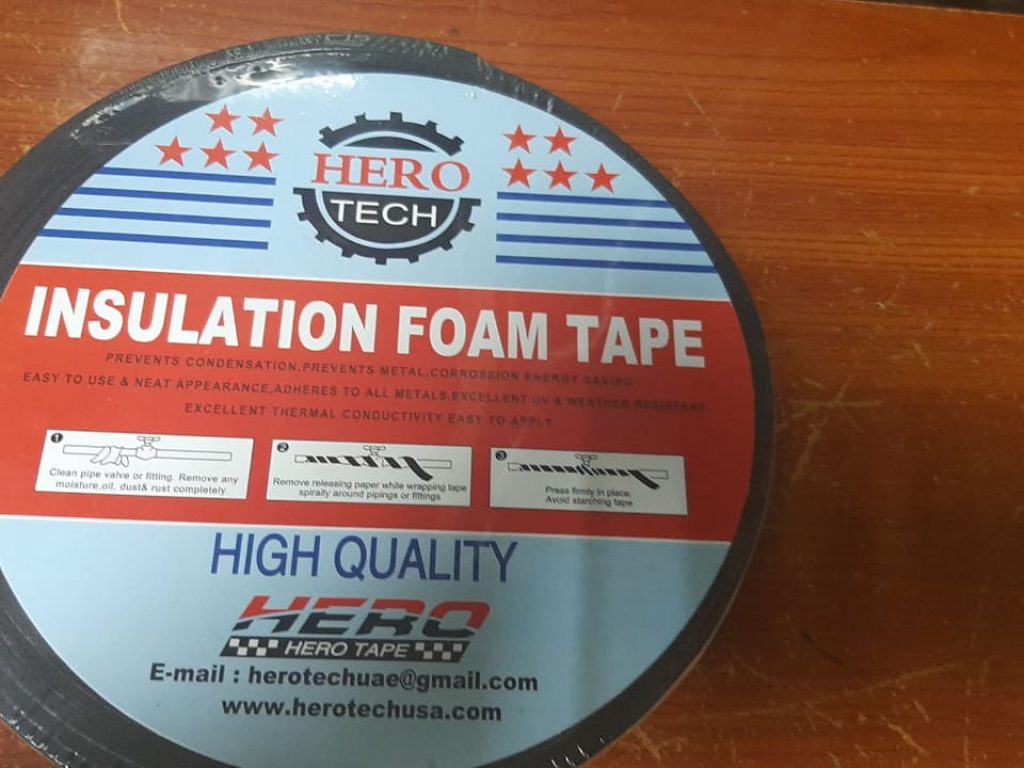 HERO
TECH
INSULATION FOAM TAPE
PREVENTS CONDENSATION,PREVENTS METAL,CORROSSION ENERGY SAVING
EASY TO USE & NEAT APPEARANCE,ADHERES TO ALL METALS,EXCELLENT UV & WEATHER RESISTANT
EXCELLENT THERMAL CONDUCTIVITY EASY TO APPLY
1
Clean pipe valve or fitting. Remove any
moisture,oil, dust& rust completely.
2
Remove releasing paper while wrapping tape
spirally around pipings or fittings
3
Press firmly in place,
Avoid starching tape
HIGH QUALITY
HERO
HERO TAPE
E-mail : herotechuae@gmail.com
www.herotechusa.com